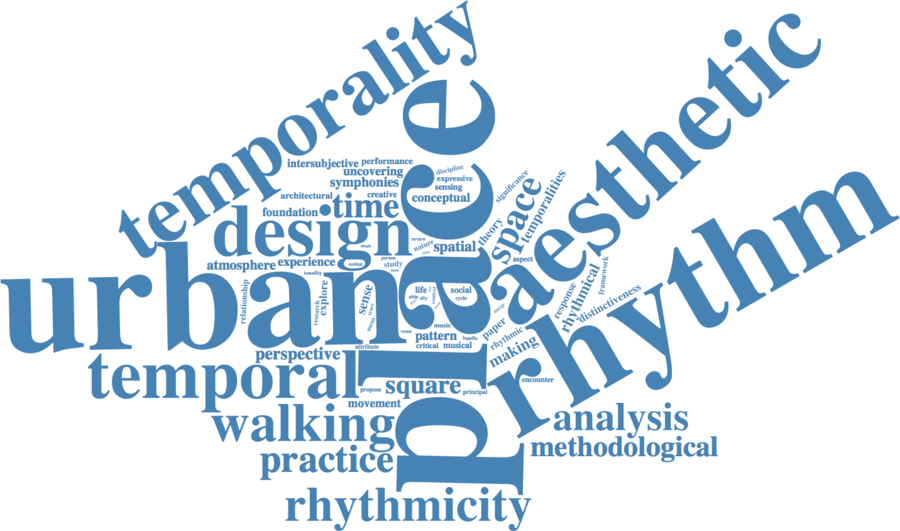 temporality
aesthetic
place
rhythm
urban
intersubjective
performance
uncovering
symphonies
discipline
expressive
sensing
conceptual
significance
architectural
creative
time
foundation
design
space
temporalities
theory
nature
review
spatial
atmosphere
experience
study
aspect
tonality
relationship
research
explore
sense
life
social
city
cycle
framework
rhythmical
response
distinctiveness
music
paper
rhythmic
making
pattern
critical
musical
attribute
perspective
temporal
propose
square
principal
encounter
movement
walking
analysis
methodological
practice
rhythmicity